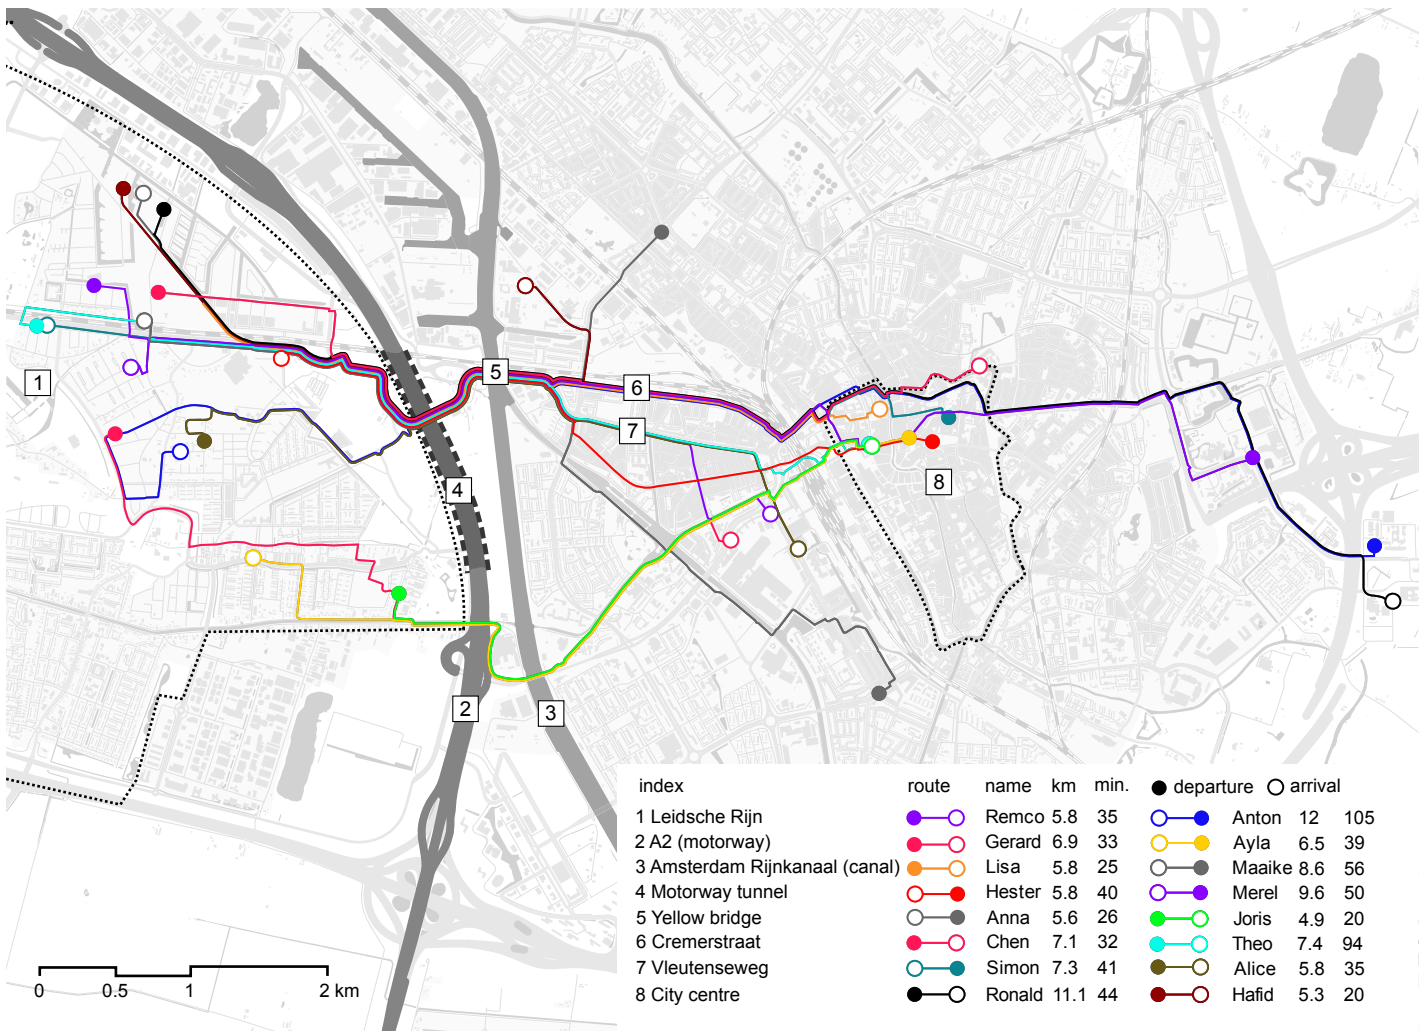 1
5
6
7
4
8
2
3
index route name km min. departure arrival
1 Leidsche Rijn Remco 5.8 35 Anton 12 105
2 A2 (motorway) Gerard 6.9 33 Ayla 6.5 39
3 Amsterdam Rijnkanaal (canal) Lisa 5.8 25 Maaike 8.6 56
4 Motorway tunnel Hester 5.8 40 Merel 9.6 50
5 Yellow bridge Anna 5.6 26 Joris 4.9 20
6 Cremerstraat Chen 7.1 32 Theo 7.4 94
7 Vleutenseweg Simon 7.3 41 Alice 5.8 35
8 City centre Ronald 11.1 44 Hafid 5.3 20
0 0.5 1 2 km